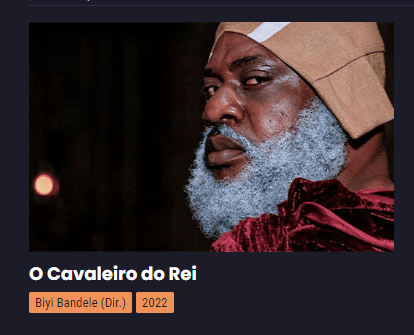 O Cavaleiro do Rei
Biyi Bandele (Dir.) 2022